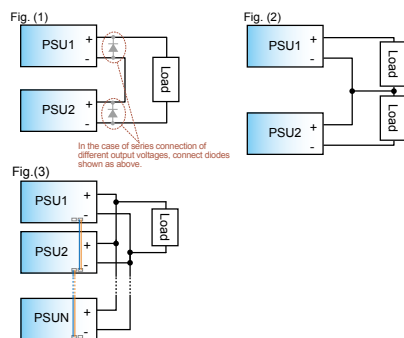 Fig. (1)
PSU1
+
-
PSU2
+
-
Load
In the case of series connection of
different output voltages, connect diodes
shown as above.
Fig. (2)
PSU1
+
-
PSU2
+
-
Load
Load
Fig.(3)
PSU1
+
-
PSU2
+
-
PSUN
+
-
Load